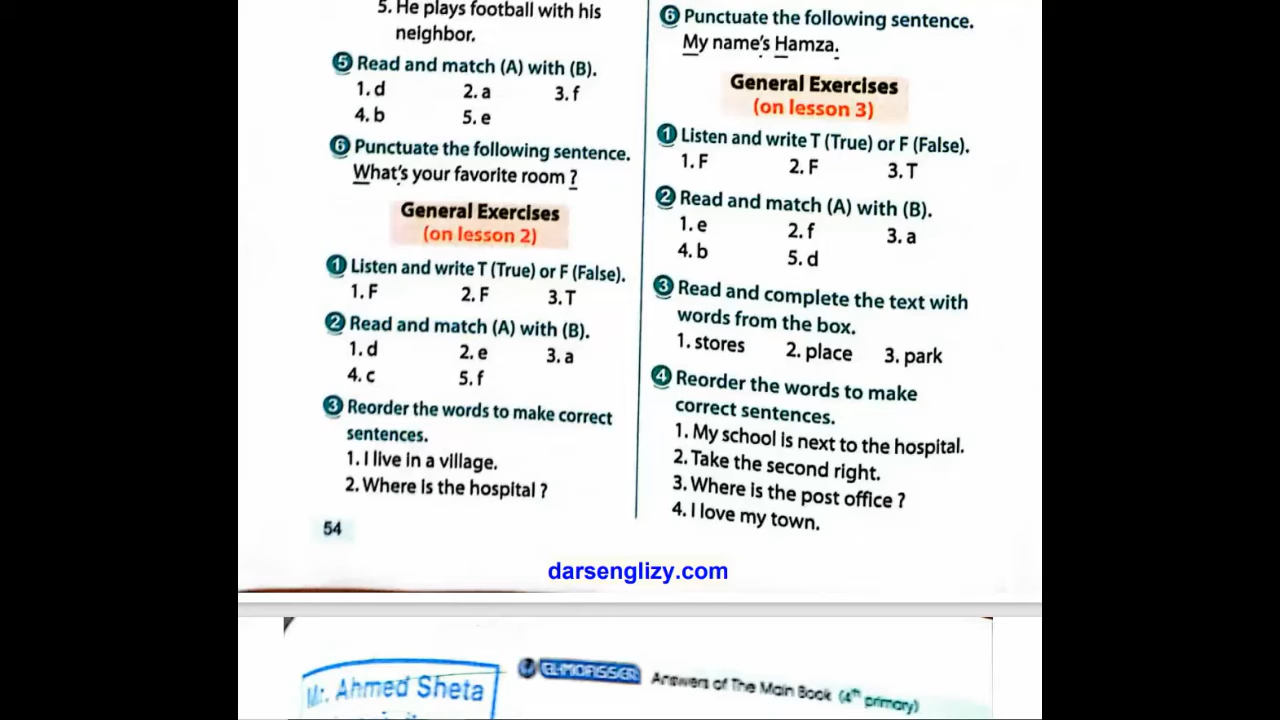 5. He plays football with his
neighbor.
5 Read and match (A) with (B).
1. d 2. a 3. f
4. b 5. e
6 Punctuate the following sentence.
What's your favorite room ?
General Exercises
(on lesson 2)
1 Listen and write T (True) or F (False).
1. F 2. F 3. T
2 Read and match (A) with (B).
1. d 2. e 3. a
4. c 5. f
3 Reorder the words to make correct
sentences.
1. I live in a village.
2. Where is the hospital ?
54
6 Punctuate the following sentence.
My name's Hamza.
General Exercises
(on lesson 3)
1 Listen and write T (True) or F (False).
1. F 2. F 3. T
2 Read and match (A) with (B).
1. e 2. f 3. a
4. b 5. d
3 Read and complete the text with
words from the box.
1. stores 2. place 3. park
4 Reorder the words to make
correct sentences.
1. My school is next to the hospital.
2. Take the second right.
3. Where is the post office ?
4. I love my town.
darsenglizy.com
EL-MOFASSER Answers of The Main Book (4th primary)
Mr. Ahmed Sheta